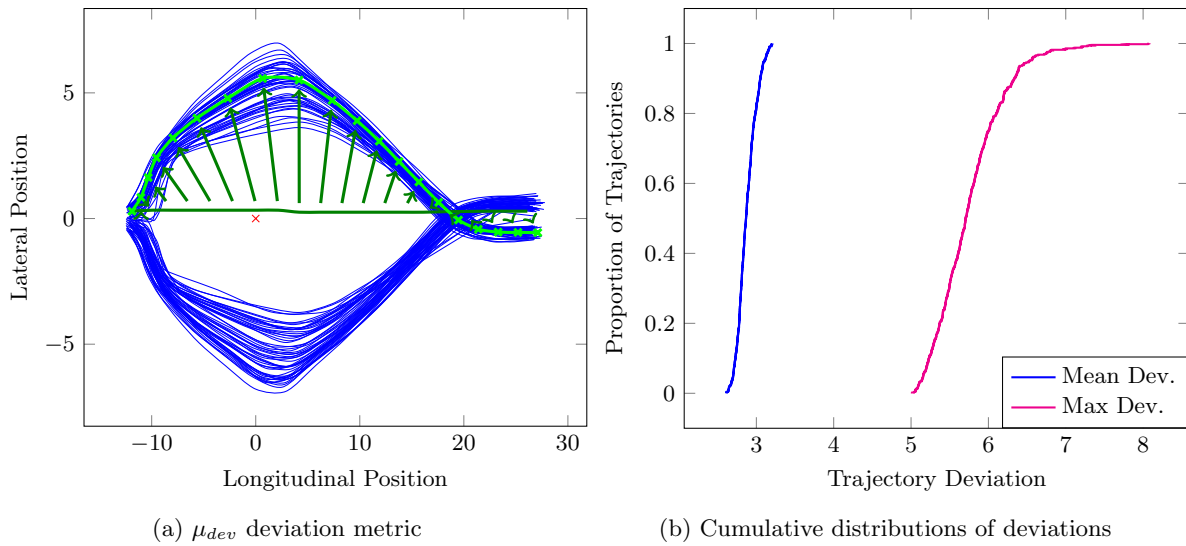 5
0
−5
Lateral Position
−10 0 10 20 30
Longitudinal Position
(a) μdev deviation metric
1
0.8
0.6
0.4
0.2
0
Proportion of Trajectories
Mean Dev.
Max Dev.
3 4 5 6 7 8
Trajectory Deviation
(b) Cumulative distributions of deviations